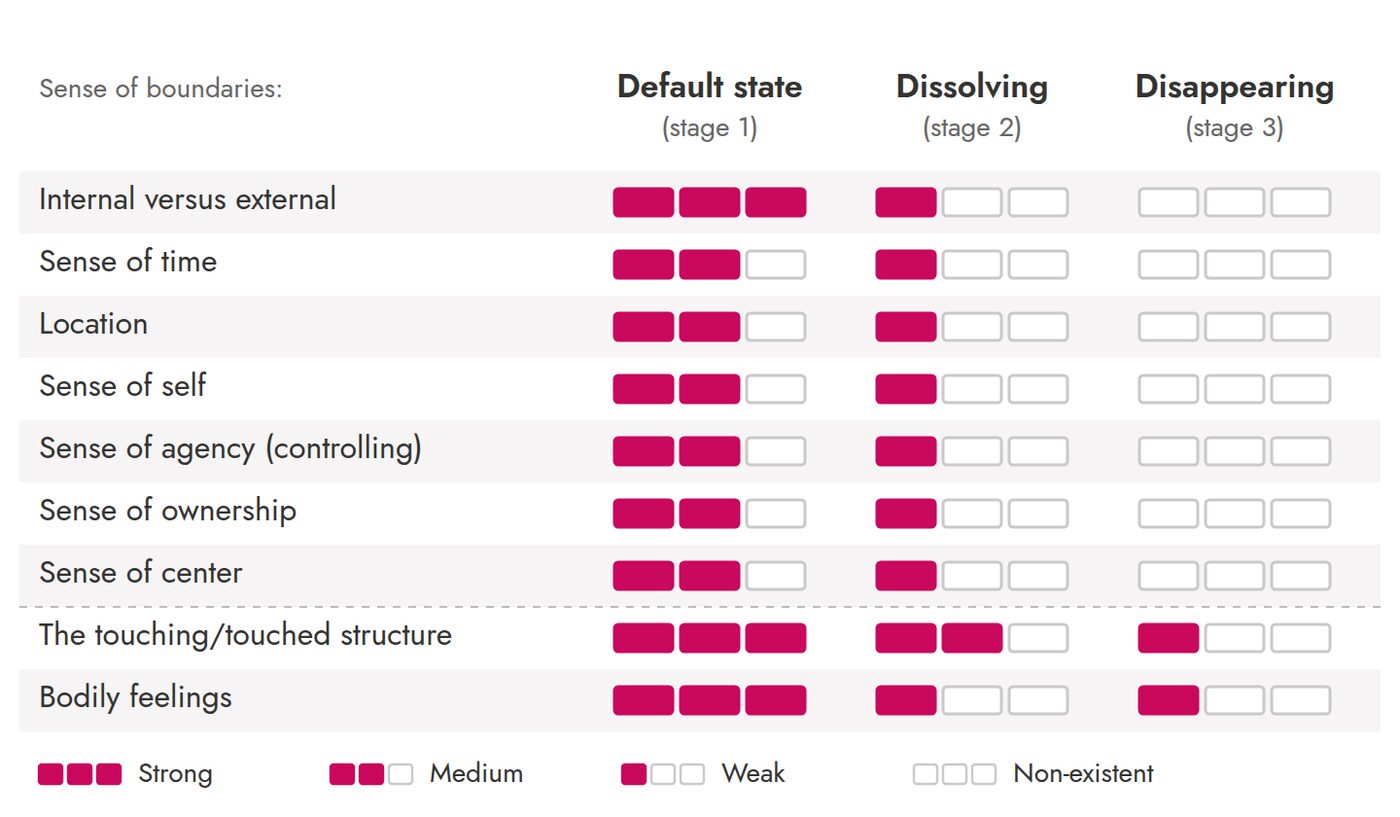 Sense of boundaries:
Default state
(stage 1)
Dissolving
(stage 2)
Disappearing
(stage 3)
Internal versus external
Sense of time
Location
Sense of self
Sense of agency (controlling)
Sense of ownership
Sense of center
The touching/touched structure
Bodily feelings
Strong
Medium
Weak
Non-existent